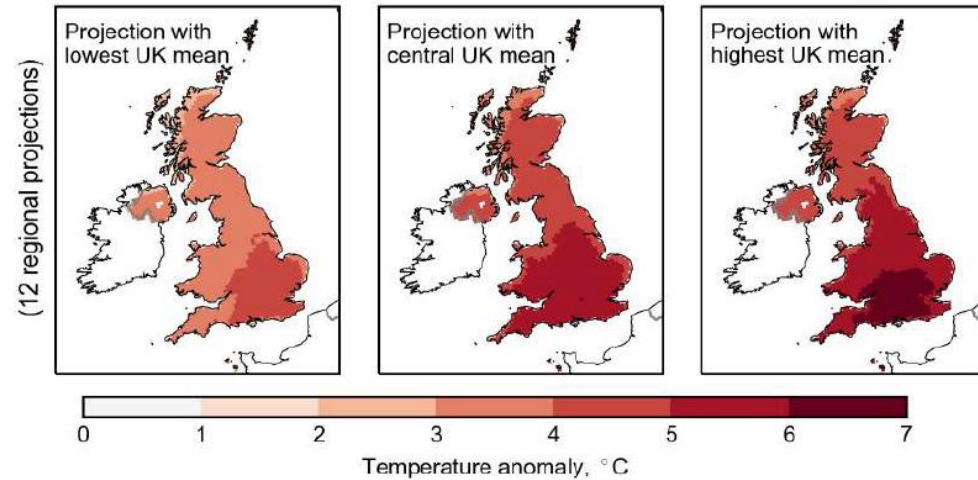 (12 regional projections)
Projection with
lowest UK mean
Projection with
central UK mean
Projection with
highest UK mean
0 1 2 3 4 5 6 7
Temperature anomaly, °C